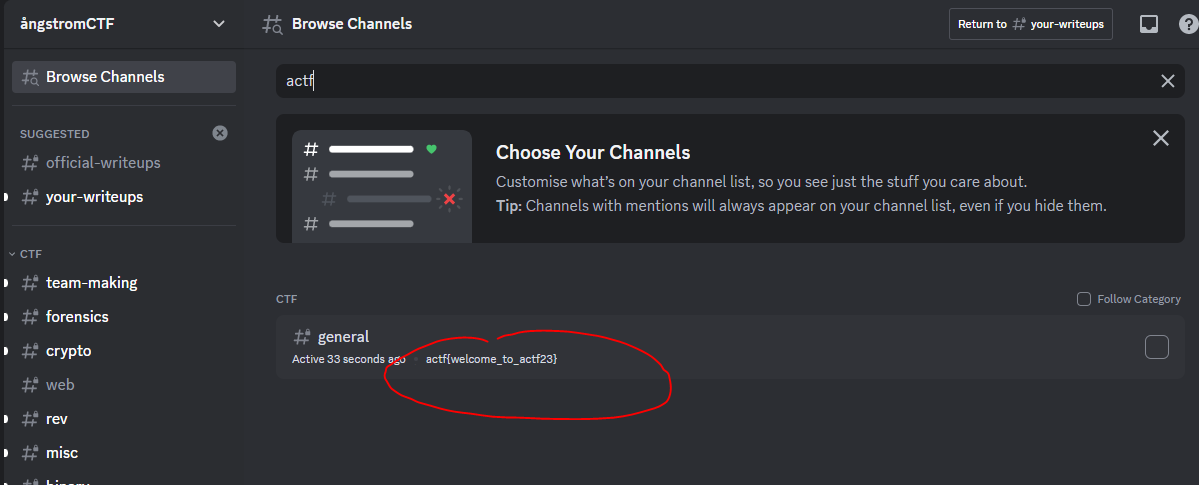 ångstromCTF
Browse Channels
Return to your-writeups
Browse Channels
actf
SUGGESTED
official-writeups
your-writeups
Choose Your Channels
Customise what's on your channel list, so you see just the stuff you care about.
Tip: Channels with mentions will always appear on your channel list, even if you hide them.
CTF
team-making
forensics
crypto
web
rev
misc
CTF
Follow Category
general
Active 33 seconds ago • actf{welcome_to_actf23}